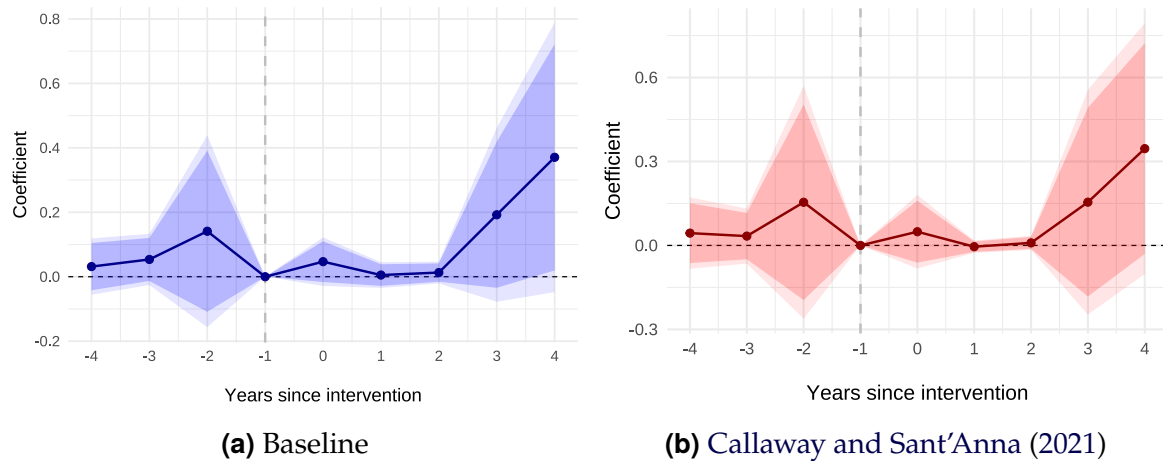 0.8
0.6
0.4
0.2
0.0
-0.2
Coefficient
-4 -3 -2 -1 0 1 2 3 4
Years since intervention
(a) Baseline
0.6
0.3
0.0
-0.3
Coefficient
-4 -3 -2 -1 0 1 2 3 4
Years since intervention
(b) Callaway and Sant'Anna (2021)